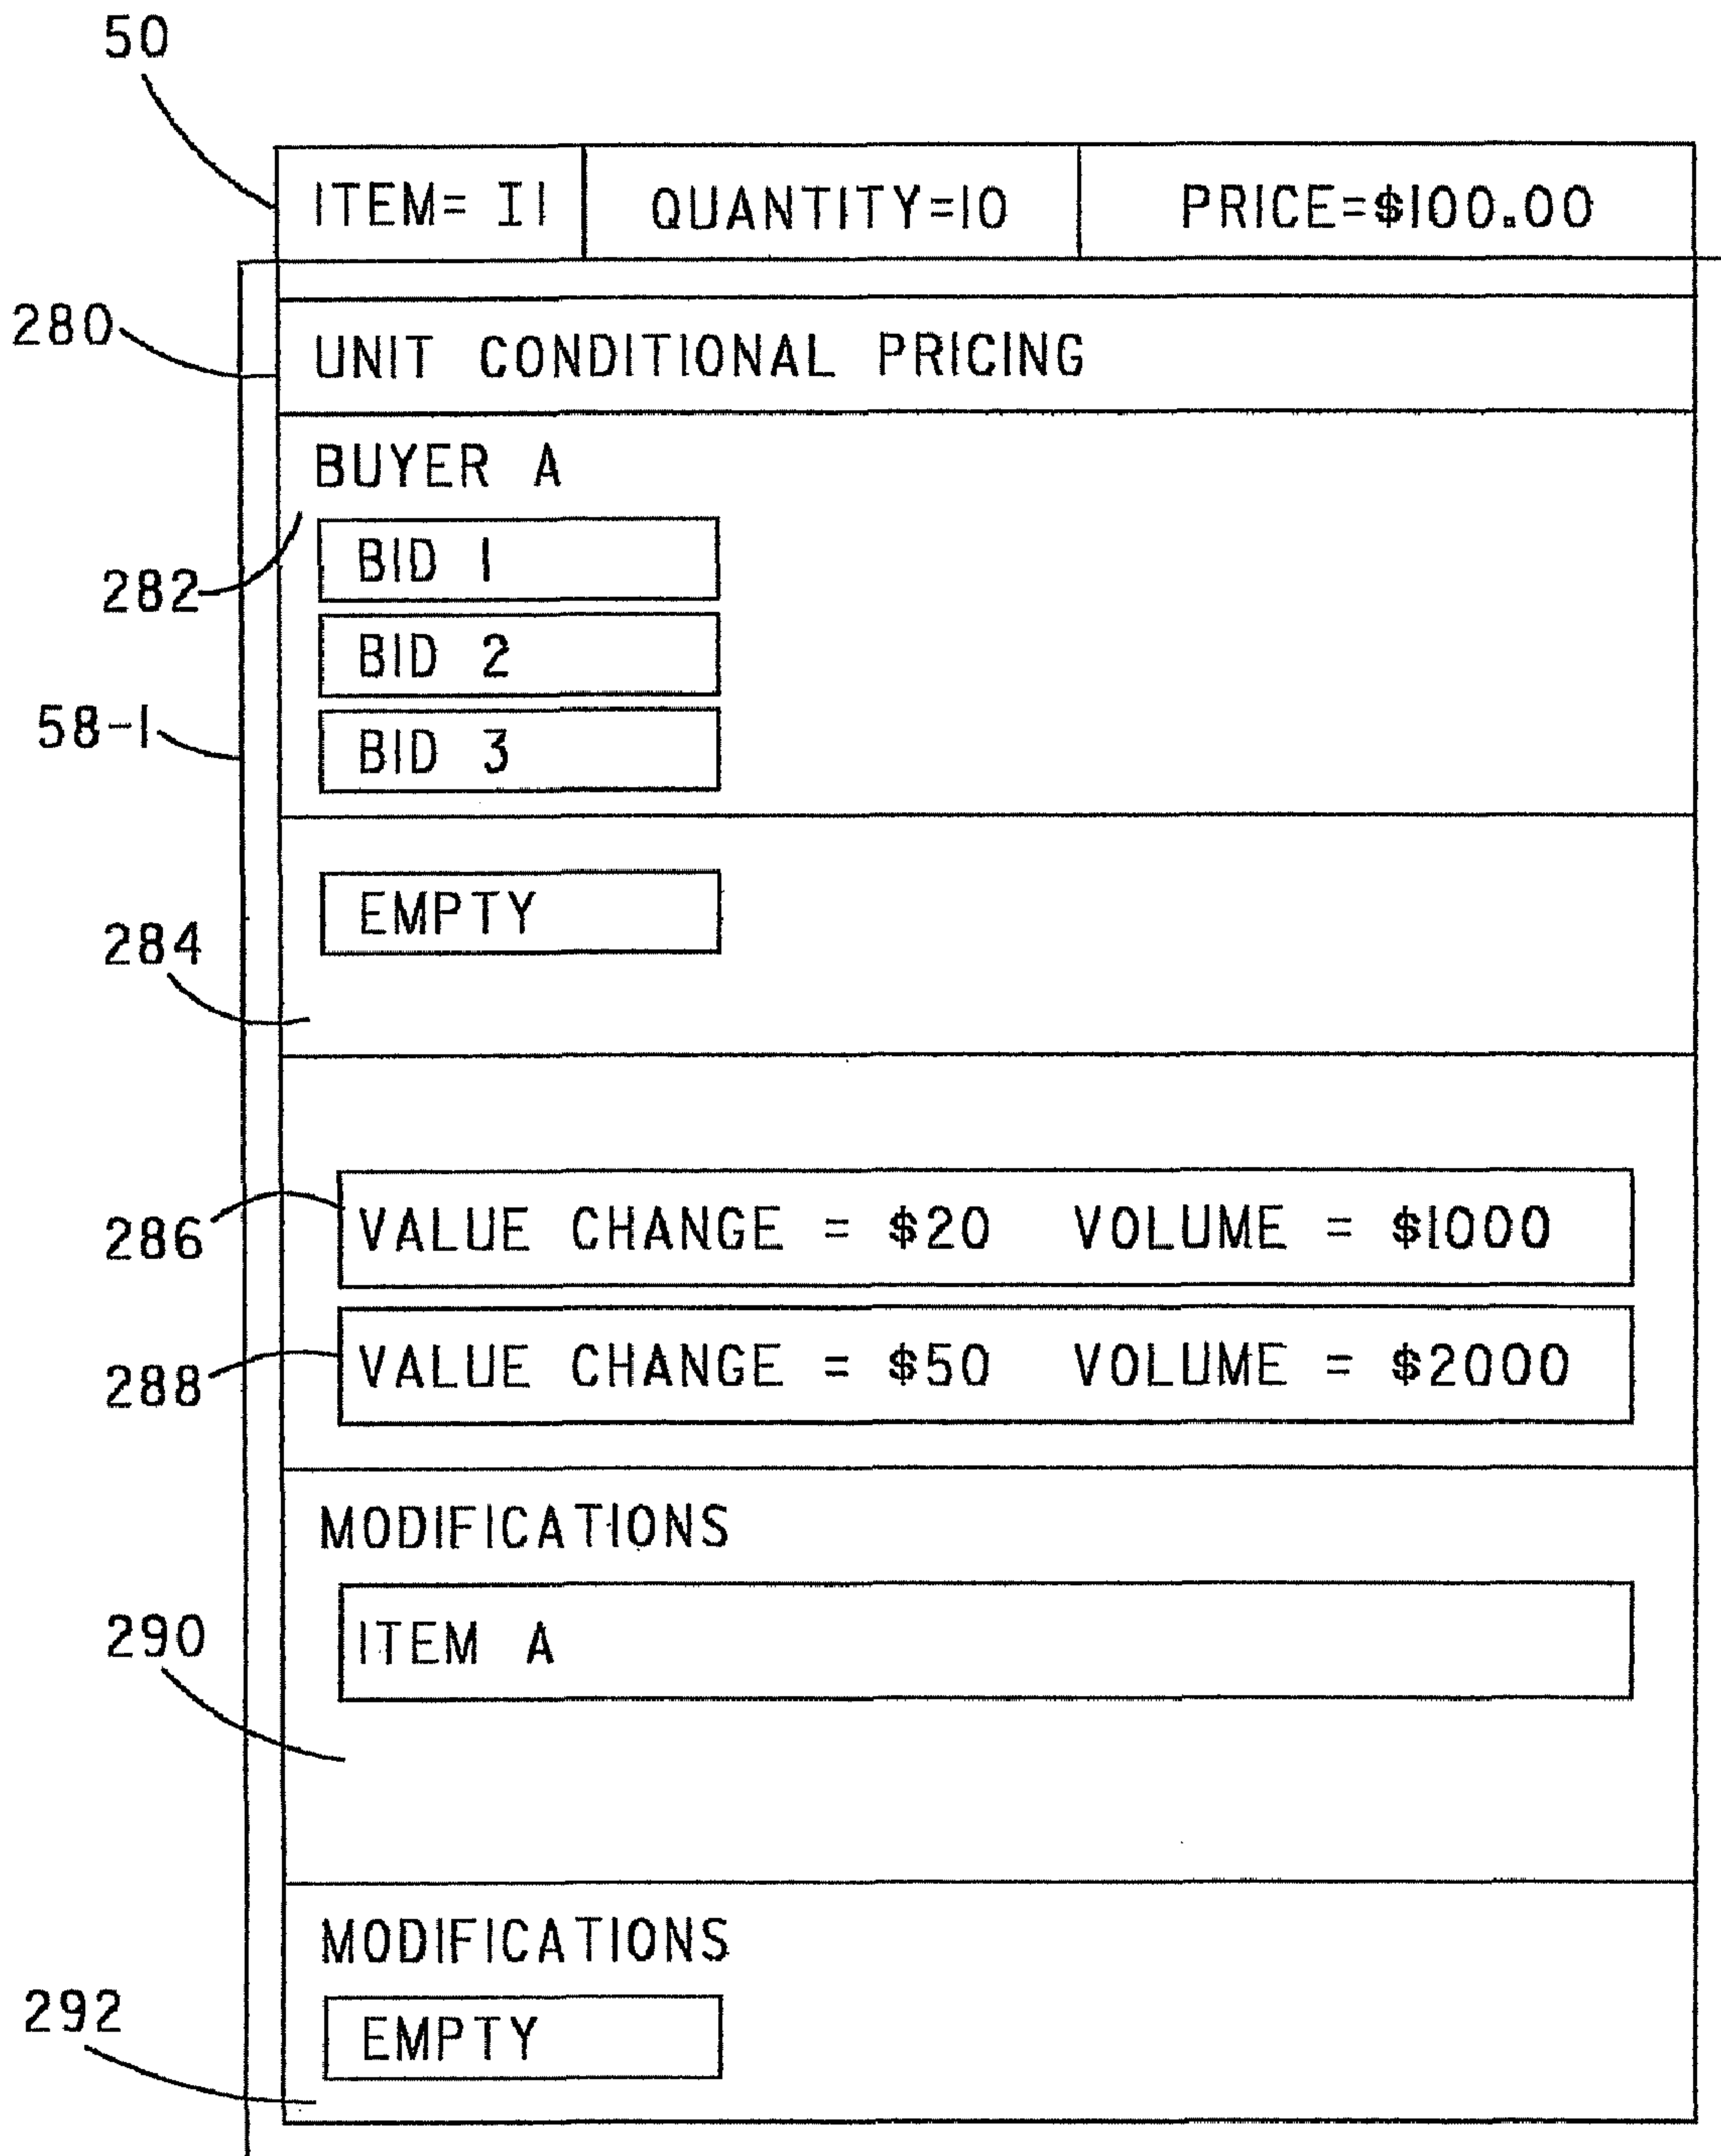 50
ITEM= I1 QUANTITY=10 PRICE=$100.00
280
UNIT CONDITIONAL PRICING
BUYER A
282
BID 1
BID 2
BID 3
58-1
EMPTY
284
286
VALUE CHANGE = $20 VOLUME = $1000
288
VALUE CHANGE = $50 VOLUME = $2000
MODIFICATIONS
290
ITEM A
MODIFICATIONS
292
EMPTY